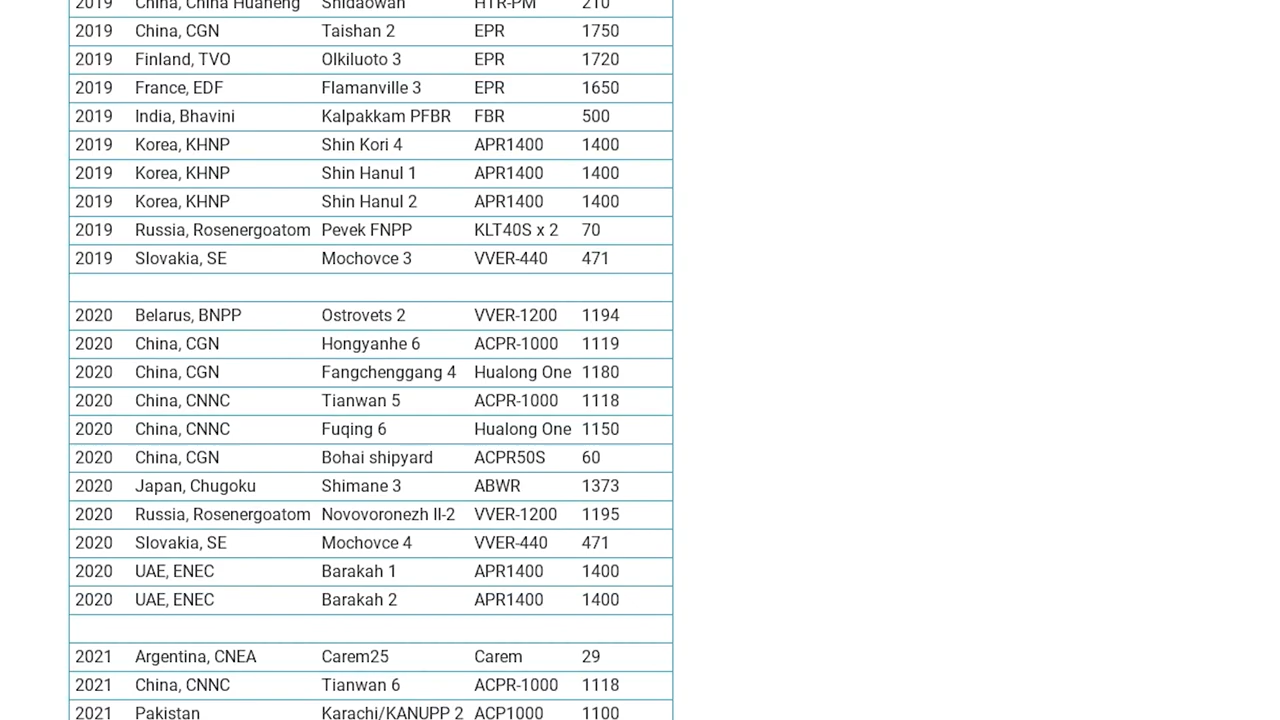 2019 China, China Huaneng Shidaowan HTR-PM 210
2019 China, CGN Taishan 2 EPR 1750
2019 Finland, TVO Olkiluoto 3 EPR 1720
2019 France, EDF Flamanville 3 EPR 1650
2019 India, Bhavini Kalpakkam PFBR FBR 500
2019 Korea, KHNP Shin Kori 4 APR1400 1400
2019 Korea, KHNP Shin Hanul 1 APR1400 1400
2019 Korea, KHNP Shin Hanul 2 APR1400 1400
2019 Russia, Rosenergoatom Pevek FNPP KLT40S x 2 70
2019 Slovakia, SE Mochovce 3 VVER-440 471
2020 Belarus, BNPP Ostrovets 2 VVER-1200 1194
2020 China, CGN Hongyanhe 6 ACPR-1000 1119
2020 China, CGN Fangchenggang 4 Hualong One 1180
2020 China, CNNC Tianwan 5 ACPR-1000 1118
2020 China, CNNC Fuqing 6 Hualong One 1150
2020 China, CGN Bohai shipyard ACPR50S 60
2020 Japan, Chugoku Shimane 3 ABWR 1373
2020 Russia, Rosenergoatom Novovoronezh II-2 VVER-1200 1195
2020 Slovakia, SE Mochovce 4 VVER-440 471
2020 UAE, ENEC Barakah 1 APR1400 1400
2020 UAE, ENEC Barakah 2 APR1400 1400
2021 Argentina, CNEA Carem25 Carem 29
2021 China, CNNC Tianwan 6 ACPR-1000 1118
2021 Pakistan Karachi/KANUPP 2 ACP1000 1100